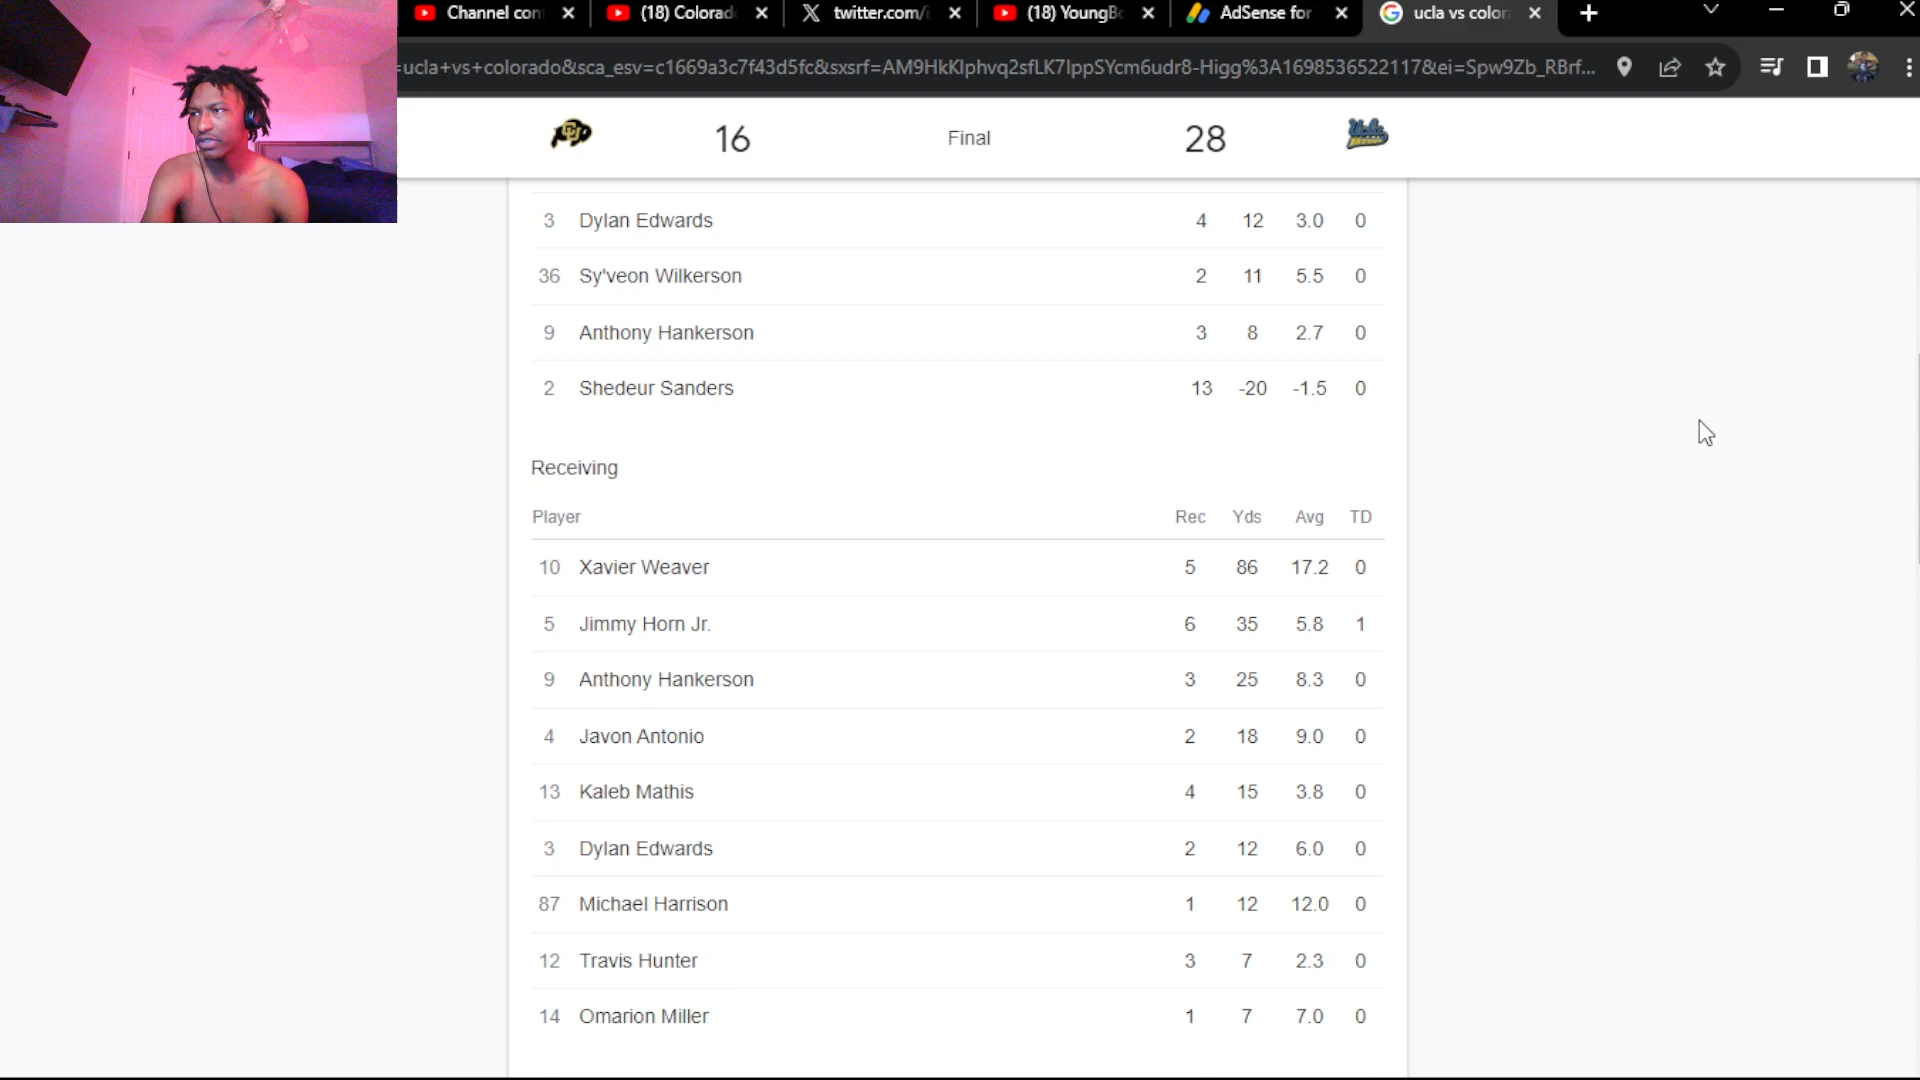 Channel con
(18) Colorad
twitter.com/i
(18) YoungBo
AdSense for
ucla vs color
=ucla+vs+colorado&sca_esv=c1669a3c7f43d5fc&sxsrf=AM9HkKlphvq2sfLK7lppSYcm6udr8-Higg%3A1698536522117&ei=Spw9Zb_RBrf...
16 Final 28
3 Dylan Edwards 4 12 3.0 0
36 Sy'veon Wilkerson 2 11 5.5 0
9 Anthony Hankerson 3 8 2.7 0
2 Shedeur Sanders 13 -20 -1.5 0
Receiving
Player Rec Yds Avg TD
10 Xavier Weaver 5 86 17.2 0
5 Jimmy Horn Jr. 6 35 5.8 1
9 Anthony Hankerson 3 25 8.3 0
4 Javon Antonio 2 18 9.0 0
13 Kaleb Mathis 4 15 3.8 0
3 Dylan Edwards 2 12 6.0 0
87 Michael Harrison 1 12 12.0 0
12 Travis Hunter 3 7 2.3 0
14 Omarion Miller 1 7 7.0 0